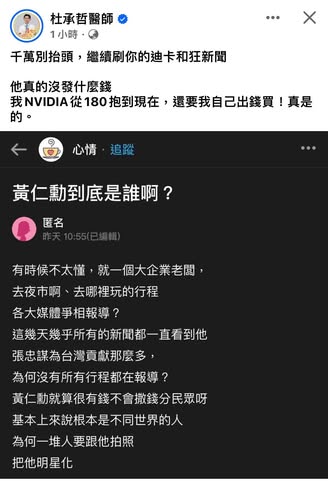 杜承哲醫師
1 小時 ·
千萬別抬頭，繼續刷你的迪卡和狂新聞
他真的沒發什麼錢
我 NVIDIA 從 180 抱到現在，還要我自己出錢買！真是
的。
心情 · 追蹤
黃仁勳到底是誰啊？
匿名
昨天 10:55(已編輯)
有時候不太懂，就一個大企業老闆，
去夜市啊、去哪裡玩的行程
各大媒體爭相報導？
這幾天幾乎所有的新聞都一直看到他
張忠謀為台灣貢獻那麼多，
為何沒有所有行程都在報導？
黃仁勳就算很有錢不會撒錢分民眾呀
基本上來說根本是不同世界的人
為何一堆人要跟他拍照
把他明星化